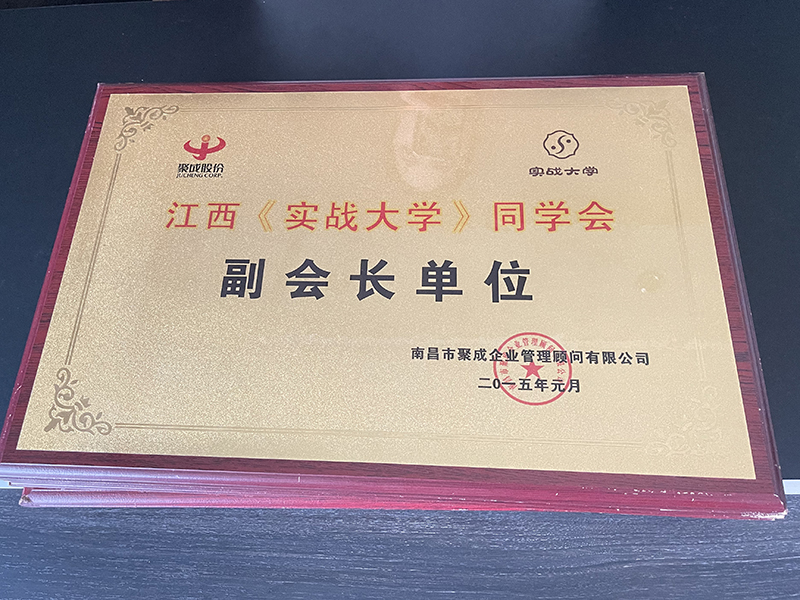 聚成股份
JUCHENG CORP.
实战大学
江西《实战大学》同学会
副会长单位
南昌市聚成企业管理顾问有限公司
二〇一五年元月